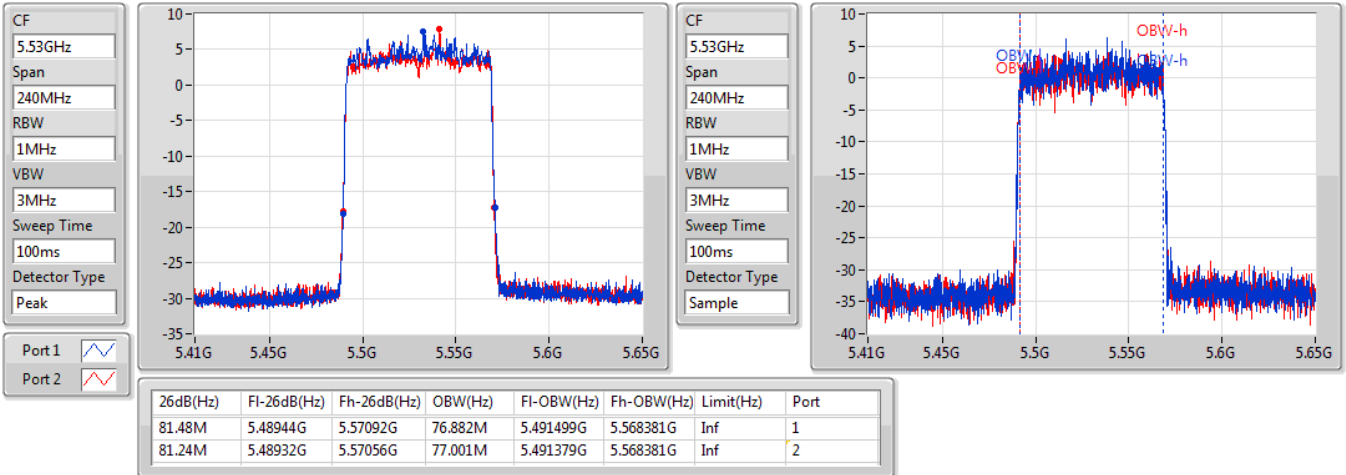 CF
5.53GHz
Span
240MHz
RBW
1MHz
VBW
3MHz
Sweep Time
100ms
Detector Type
Peak
Port 1
Port 2
10
5
0
-5
-10
-15
-20
-25
-30
-35
5.41G 5.45G 5.5G 5.55G 5.6G 5.65G
CF
5.53GHz
Span
240MHz
RBW
1MHz
VBW
3MHz
Sweep Time
100ms
Detector Type
Sample
10
5
0
-5
-10
-15
-20
-25
-30
-35
-40
OBW-h
OBW-h
5.41G 5.45G 5.5G 5.55G 5.6G 5.65G
26dB(Hz) Fl-26dB(Hz) Fh-26dB(Hz) OBW(Hz) Fl-OBW(Hz) Fh-OBW(Hz) Limit(Hz) Port
81.48M 5.48944G 5.57092G 76.882M 5.491499G 5.568381G Inf 1
81.24M 5.48932G 5.57056G 77.001M 5.491379G 5.568381G Inf 2